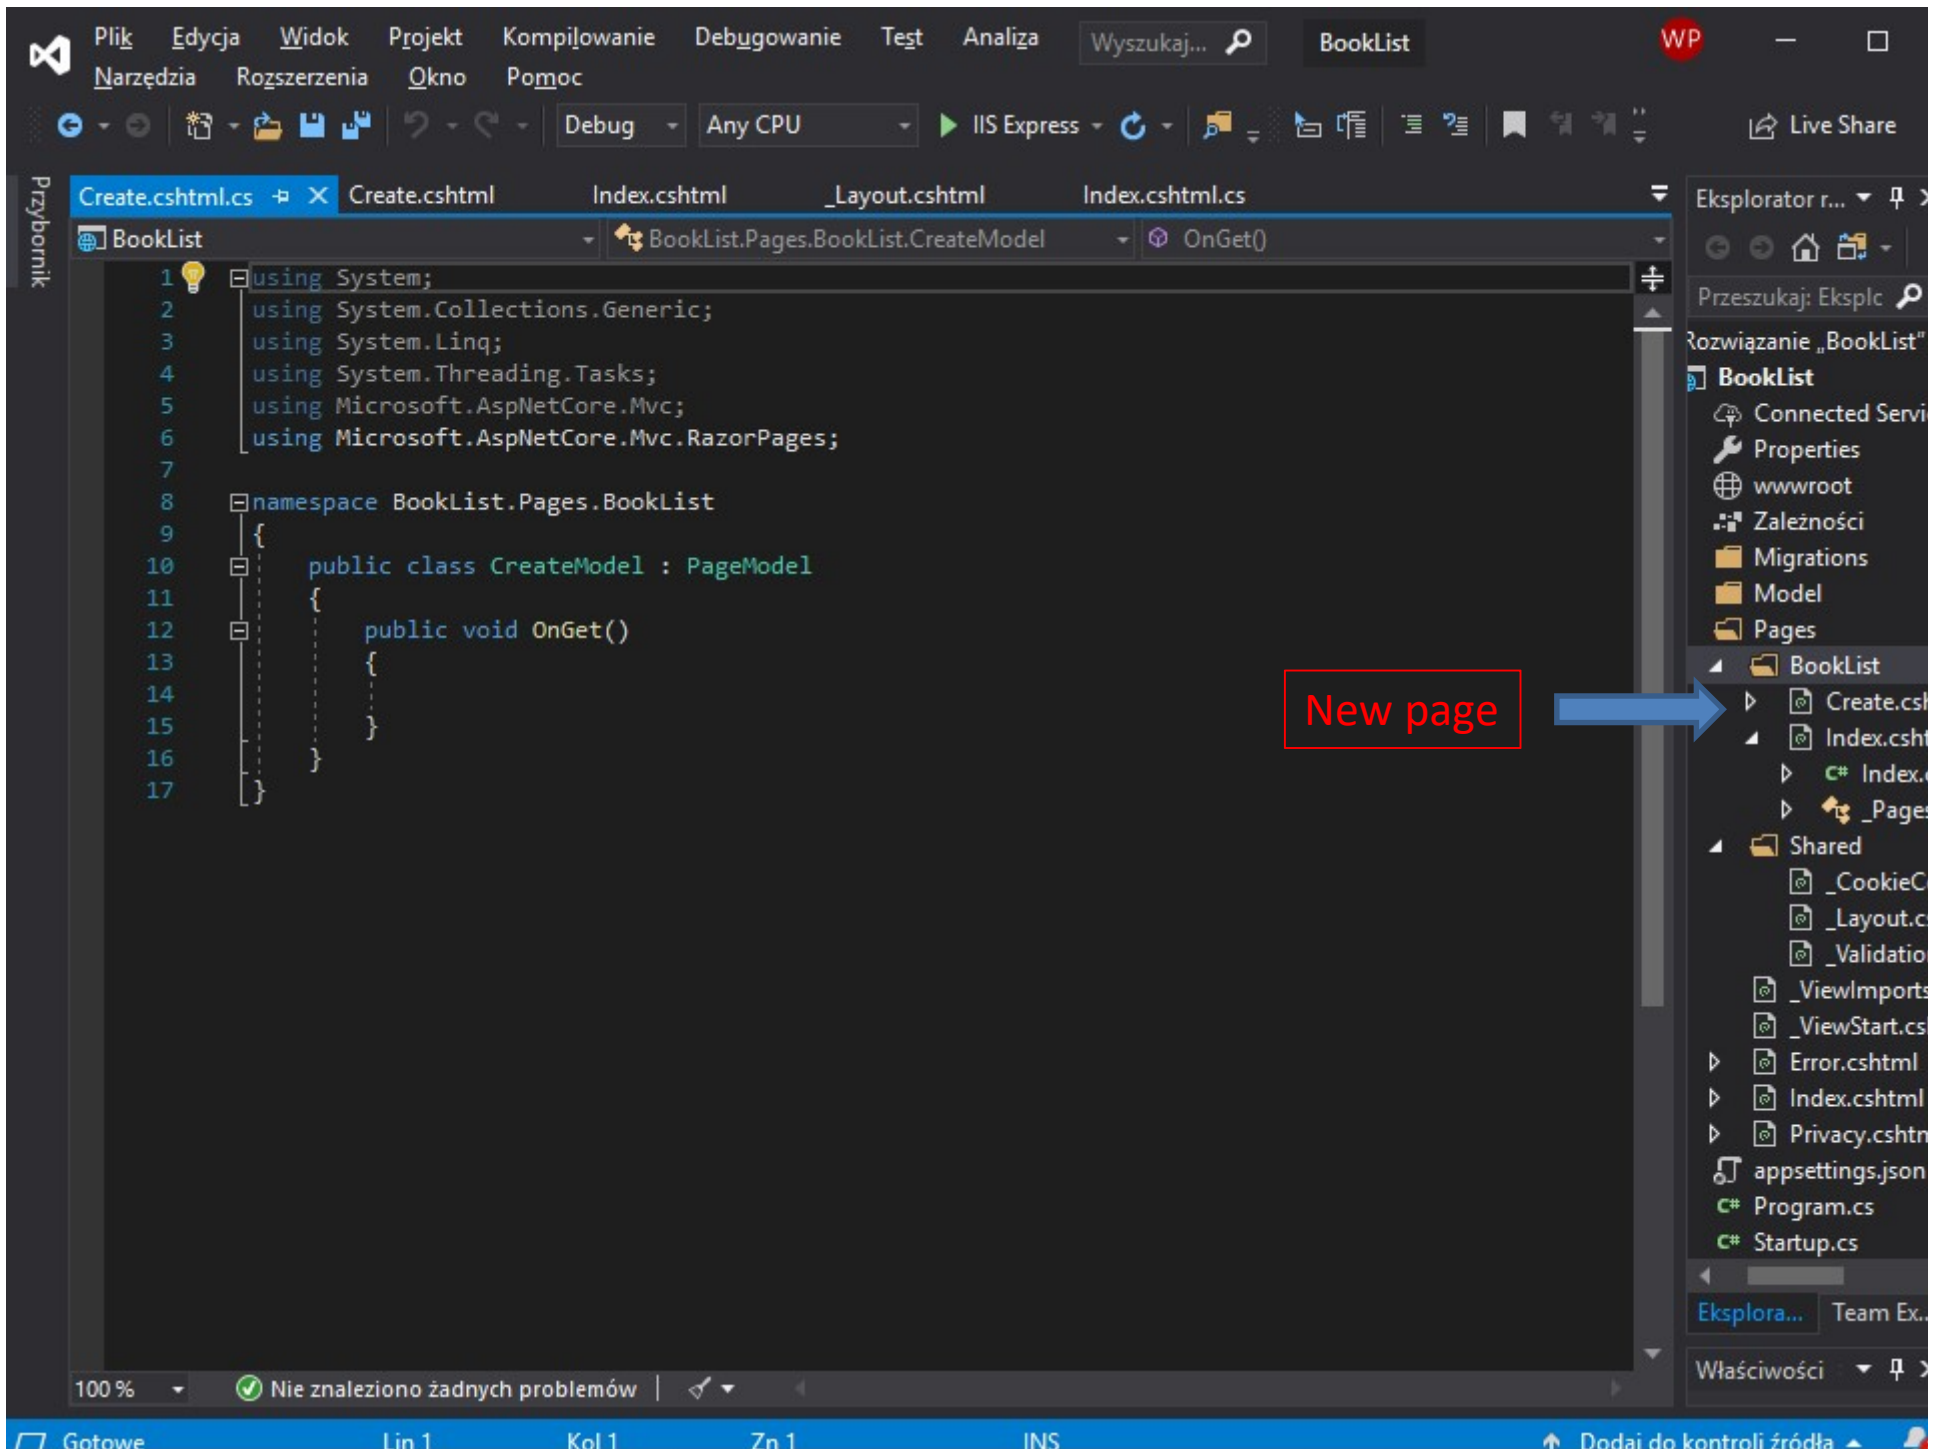 Plik Edycja Widok Projekt Kompilowanie Debugowanie Test Analiza Wyszukaj... BookList WP
Narzędzia Rozszerzenia Okno Pomoc
Debug Any CPU IIS Express Live Share
Przybornik
Create.cshtml.cs Create.cshtml Index.cshtml _Layout.cshtml Index.cshtml.cs
BookList BookList.Pages.BookList.CreateModel OnGet()
1 using System;
2 using System.Collections.Generic;
3 using System.Linq;
4 using System.Threading.Tasks;
5 using Microsoft.AspNetCore.Mvc;
6 using Microsoft.AspNetCore.Mvc.RazorPages;
7
8 namespace BookList.Pages.BookList
9 {
10 public class CreateModel : PageModel
11 {
12 public void OnGet()
13 {
14
15 }
16 }
17 }
New page
Eksplorator r...
Przeszukaj: Eksplc
Rozwiązanie „BookList”
BookList
Connected Servi
Properties
wwwroot
Zależności
Migrations
Model
Pages
BookList
Create.csh
Index.csht
C# Index.
_Page
Shared
_CookieC
_Layout.c
_Validatio
_ViewImports
_ViewStart.cs
Error.cshtml
Index.cshtml
Privacy.cshtm
appsettings.json
C# Program.cs
C# Startup.cs
Eksplora... Team Ex..
Właściwości
100 % Nie znaleziono żadnych problemów
Gotowe Lin 1 Kol 1 Zn 1 INS Dodaj do kontroli źródła